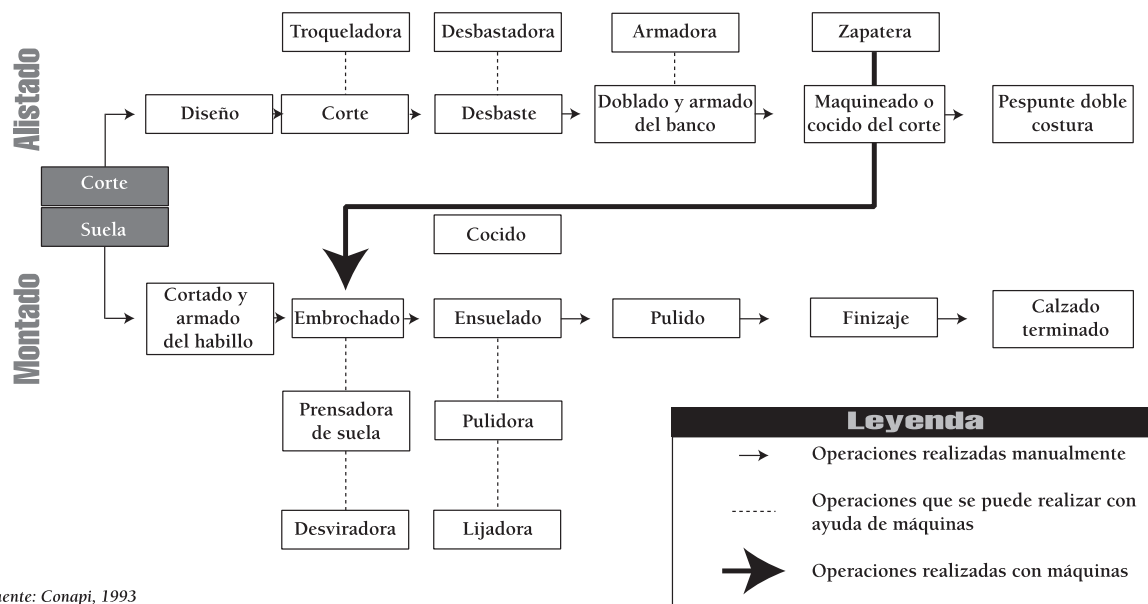 Alistado
Troqueladora
Desbastadora
Armadora
Zapatera
Diseño
Corte
Desbaste
Doblado y armado
del banco
Maquineado o
cocido del corte
Pespunte doble
costura
Corte
Suela
Cocido
Montado
Cortado y
armado
del habillo
Embrochado
Ensuelado
Pulido
Finizaje
Calzado
terminado
Prensadora
de suela
Pulidora
Desviradora
Lijadora
Leyenda
Operaciones realizadas manualmente
Operaciones que se puede realizar con
ayuda de máquinas
Operaciones realizadas con máquinas
uente: Conapi, 1993